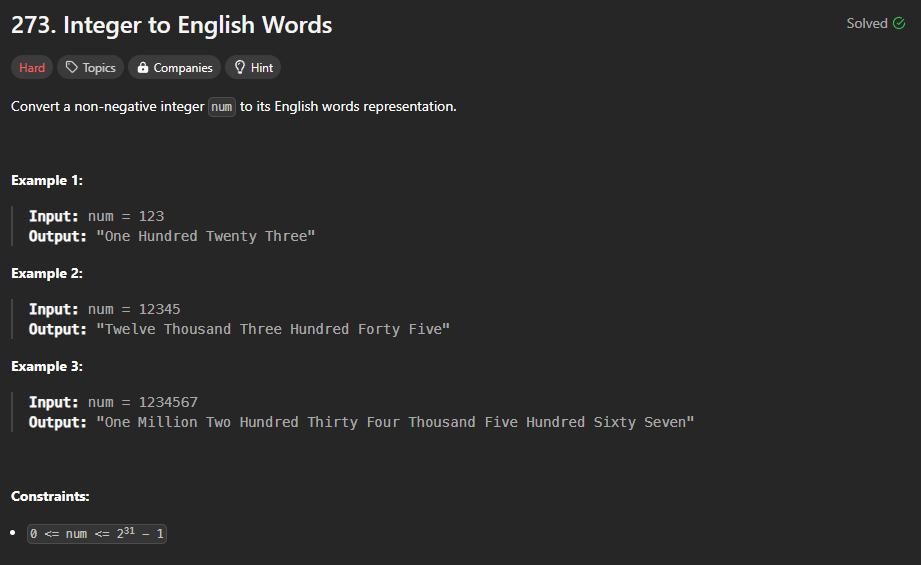 273. Integer to English Words
Solved
Hard Topics Companies Hint
Convert a non-negative integer num to its English words representation.
Example 1:
Input: num = 123
Output: "One Hundred Twenty Three"
Example 2:
Input: num = 12345
Output: "Twelve Thousand Three Hundred Forty Five"
Example 3:
Input: num = 1234567
Output: "One Million Two Hundred Thirty Four Thousand Five Hundred Sixty Seven"
Constraints:
• 0 <= num <= 2³¹ - 1